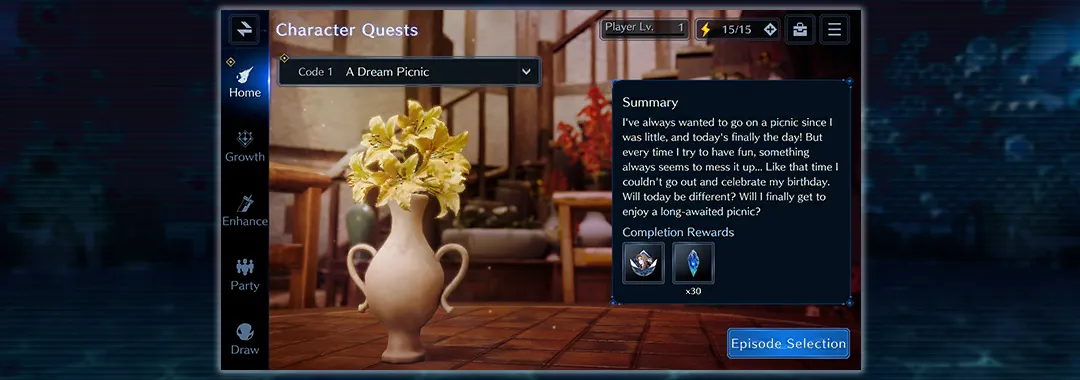 Character Quests
Player Lv. 1
15/15
Code 1 A Dream Picnic
Home
Growth
Enhance
Party
Draw
Summary
I've always wanted to go on a picnic since I
was little, and today's finally the day! But
every time I try to have fun, something
always seems to mess it up... Like that time I
couldn't go out and celebrate my birthday.
Will today be different? Will I finally get to
enjoy a long-awaited picnic?
Completion Rewards
x30
Episode Selection